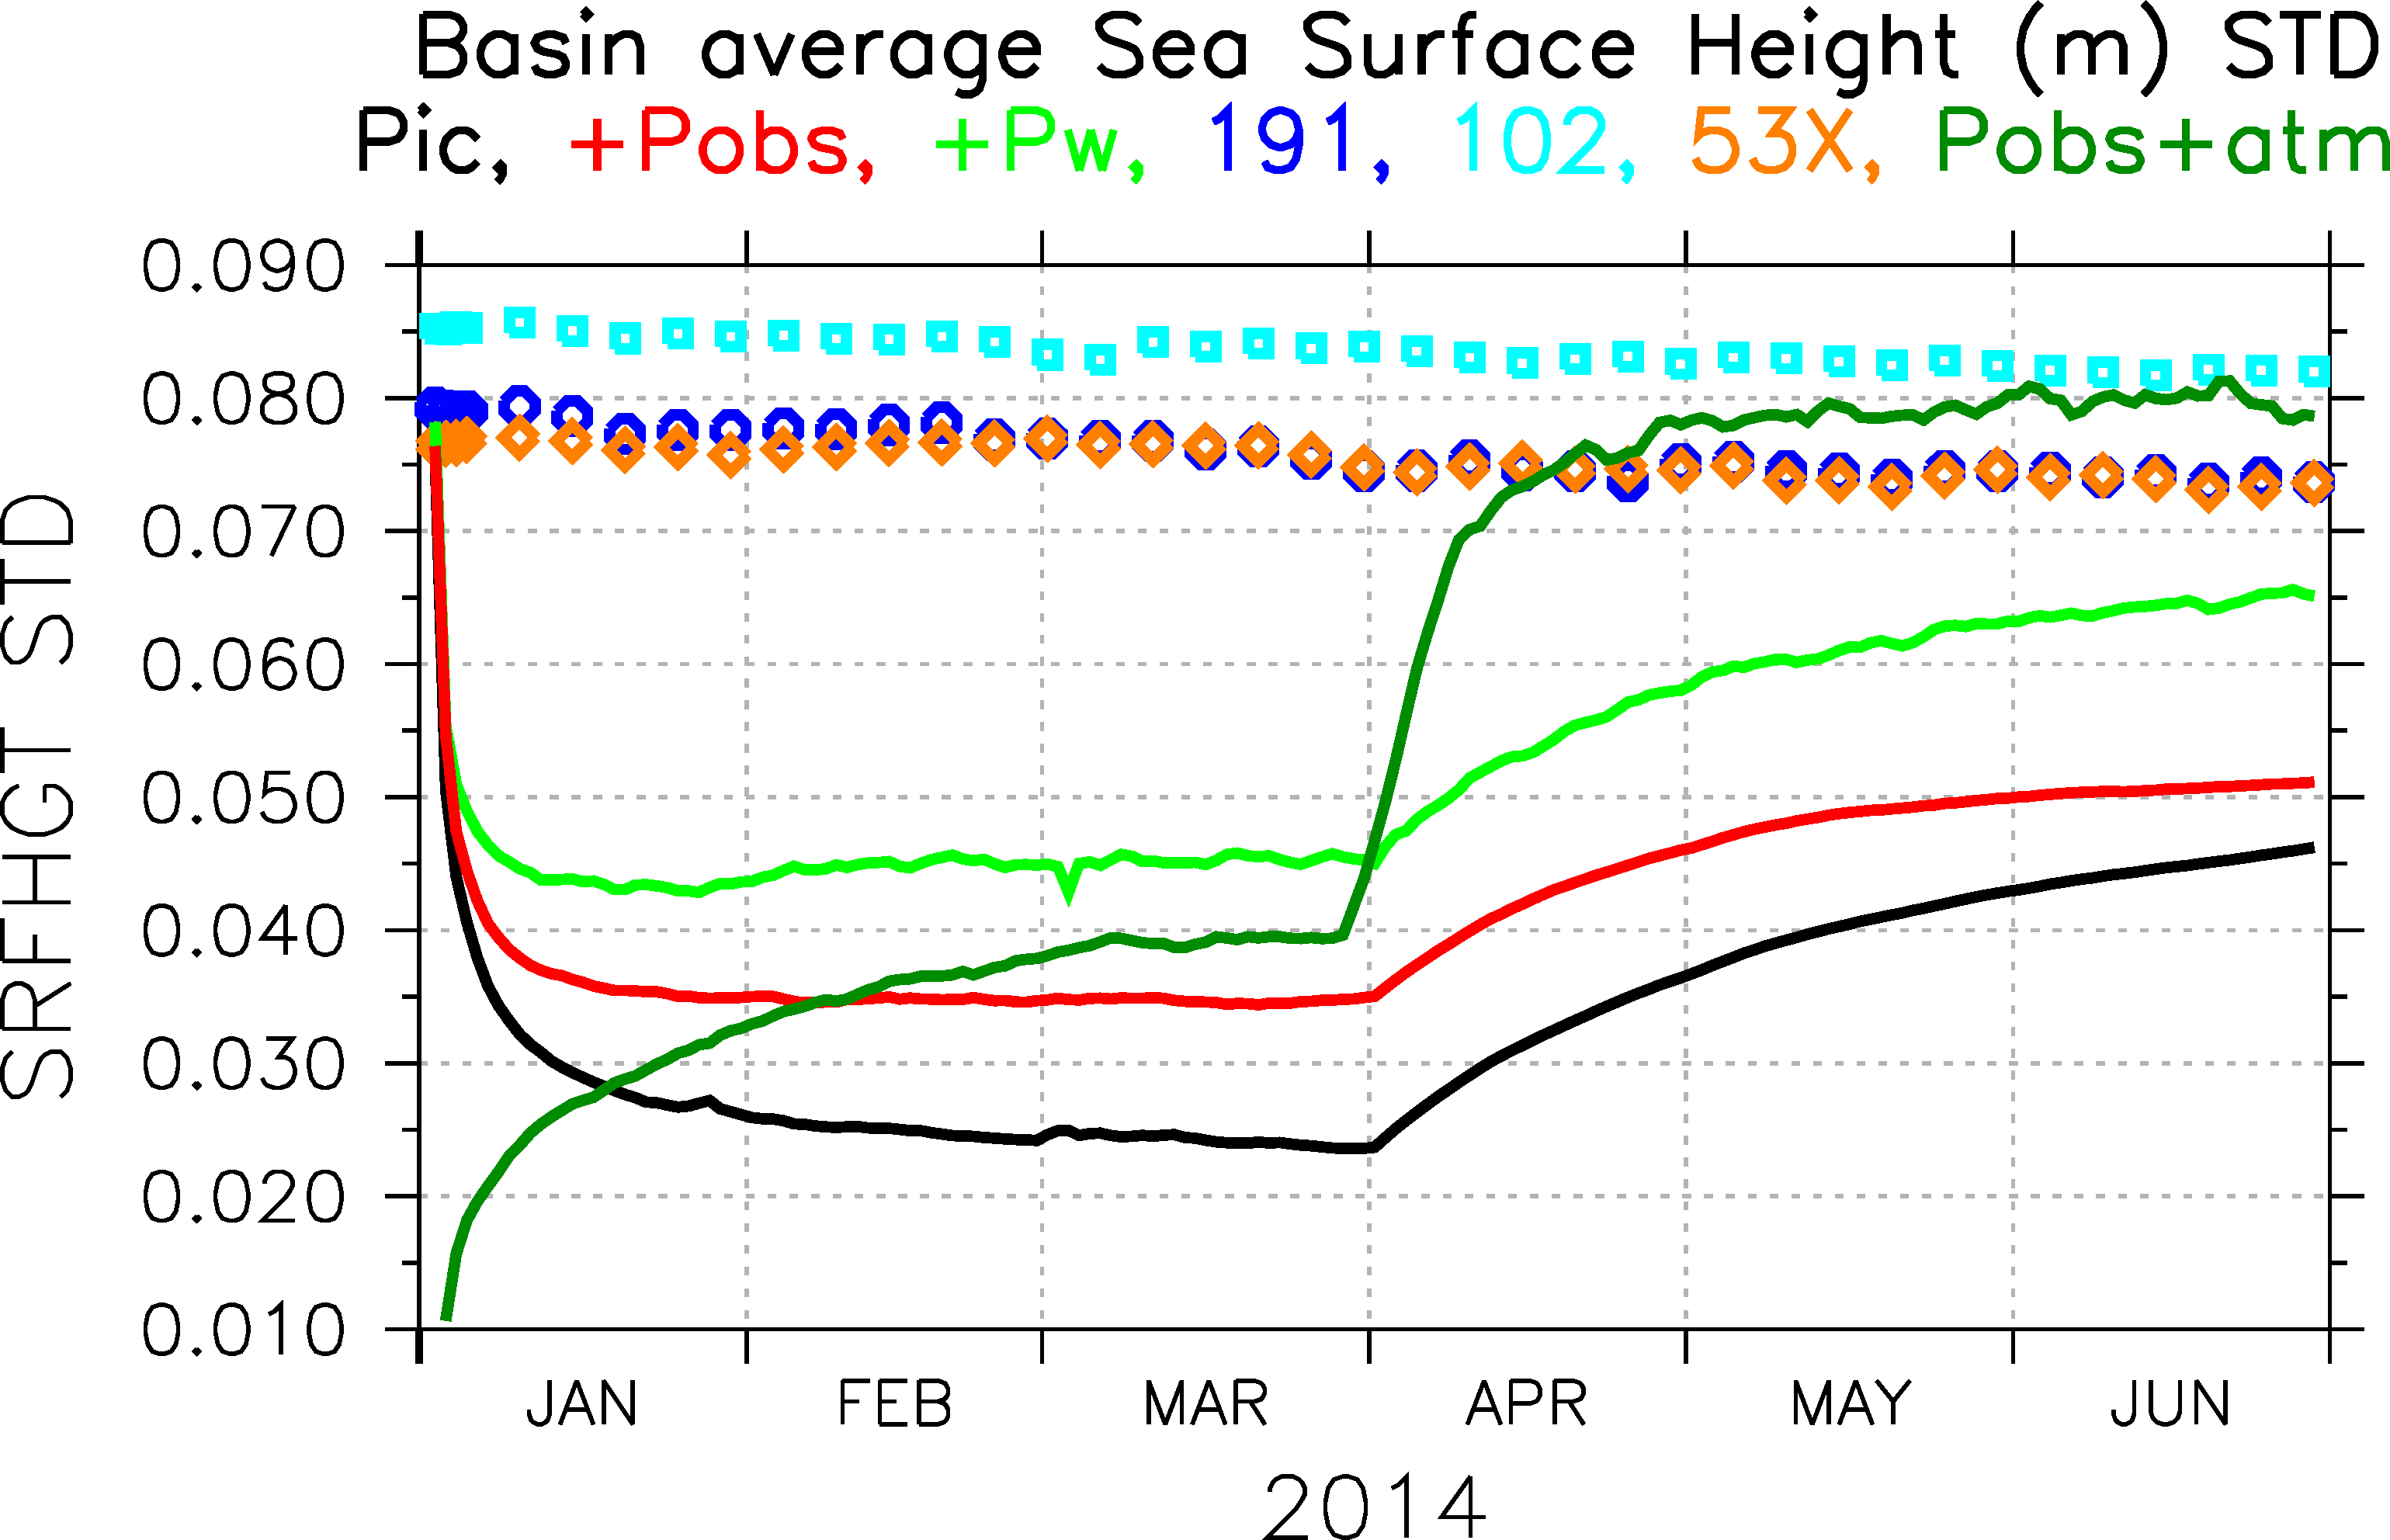 Basin average Sea Surface Height (m) STD
Pic, +Pobs, +Pw, 191, 102, 53X, Pobs+atm
SRFHGT STD
0.090
0.080
0.070
0.060
0.050
0.040
0.030
0.020
0.010
JAN FEB MAR APR MAY JUN
2014